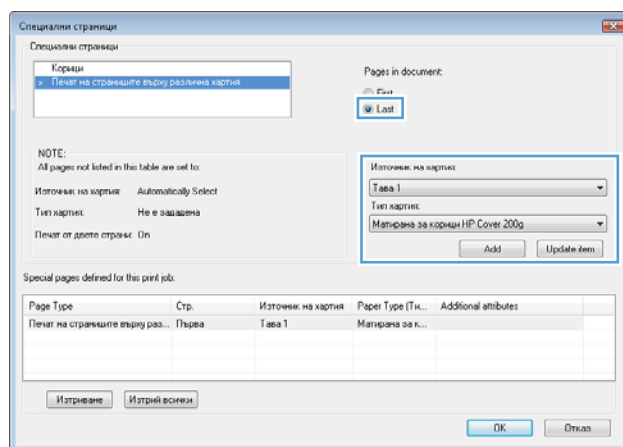 Специални страници
Специални страници
Корици
» Печат на страниците върху различна хартия
Pages in document:
First
Last
NOTE:
All pages not listed in this table are set to:
Източник на хартия: Automatically Select
Тип хартия: Не е зададена
Печат от двете страни: On
Източник на хартия:
Тава 1
Тип хартия:
Матирана за корици HP Cover 200g
Add Update item
Special pages defined for this print job:
Page Type Стр. Източник на хартия Paper Type (Ти... Additional attributes
Печат на страниците върху раз... Първа Тава 1 Матирана за к...
Изтриване Изтрий всички
OK Отказ